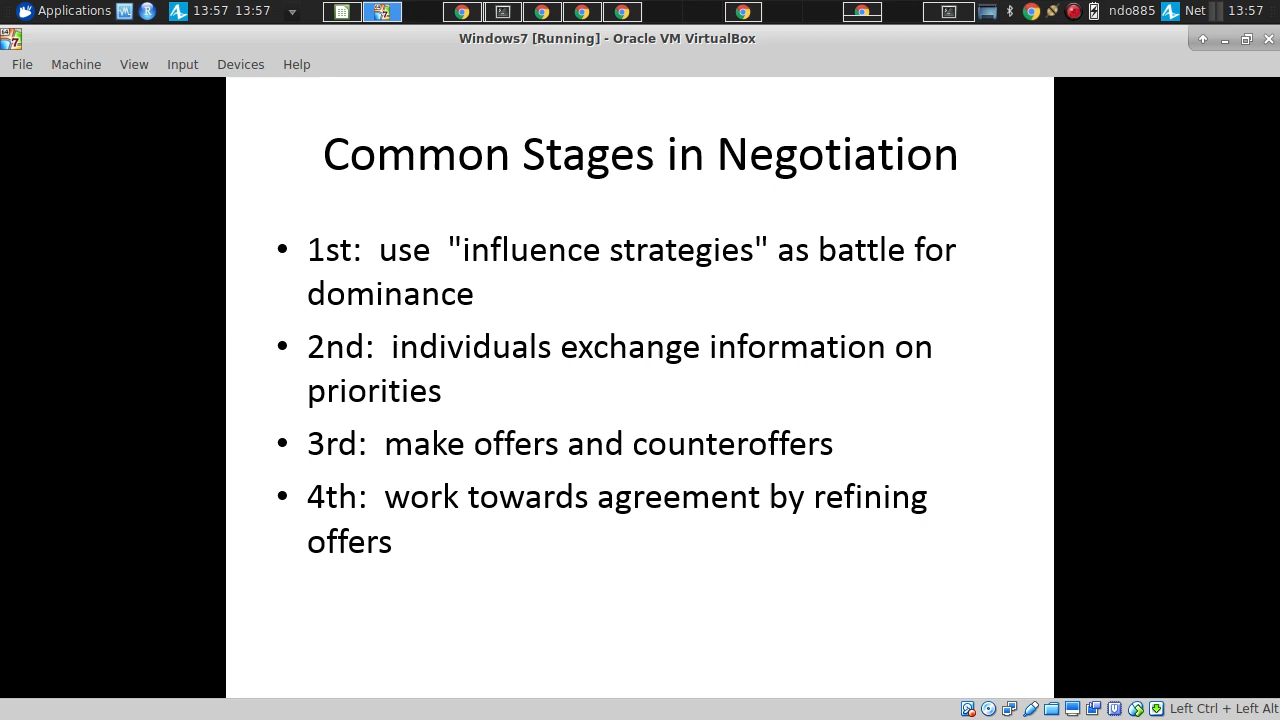 Applications 13:57 13:57 ndo885 Net 13:57
Windows7 [Running] - Oracle VM VirtualBox
File Machine View Input Devices Help
Common Stages in Negotiation
• 1st: use "influence strategies" as battle for
dominance
• 2nd: individuals exchange information on
priorities
• 3rd: make offers and counteroffers
• 4th: work towards agreement by refining
offers
Left Ctrl + Left Alt